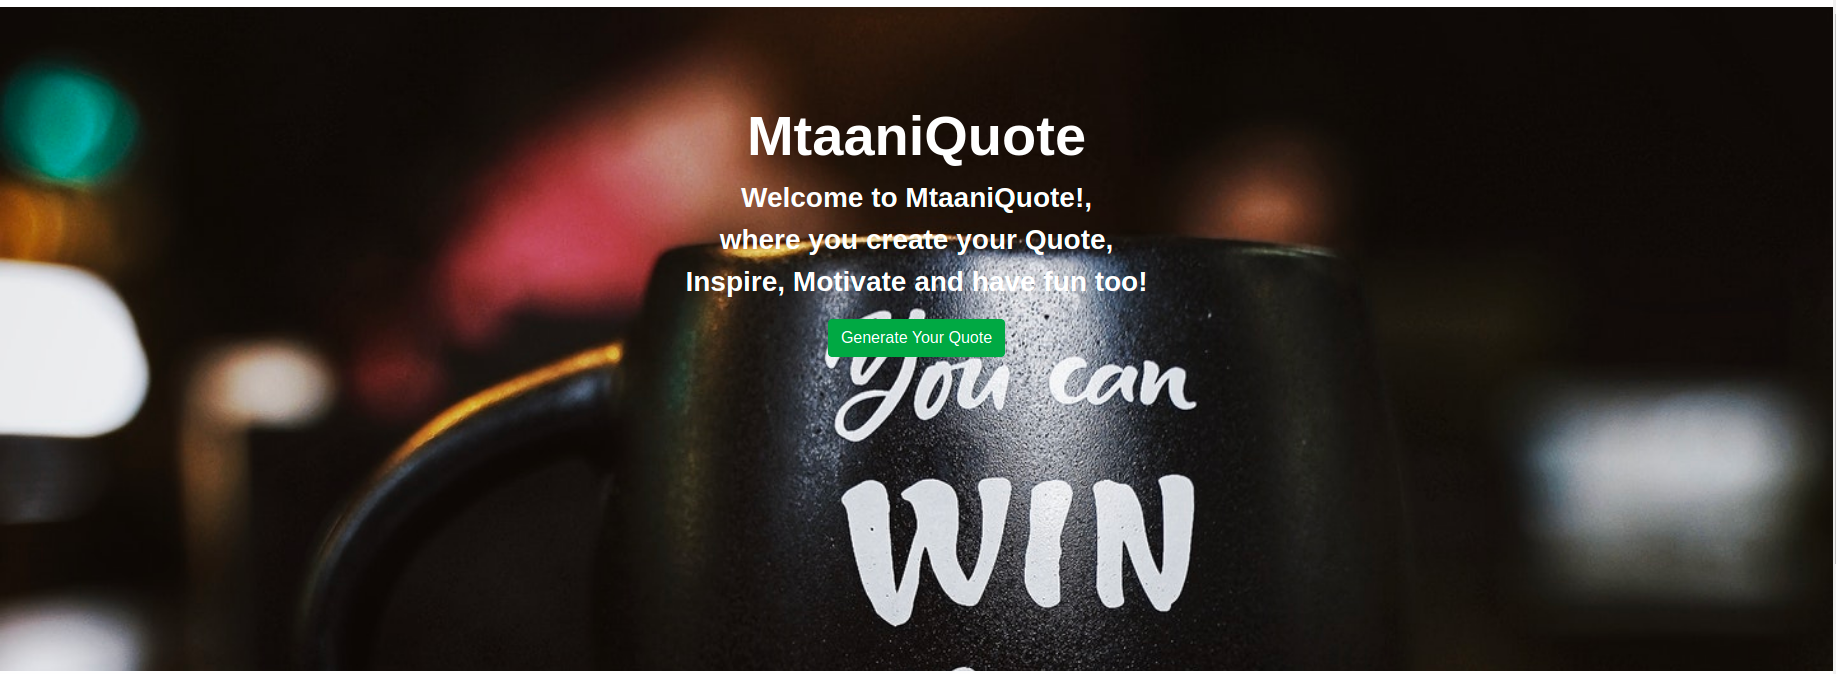 MtaaniQuote
Welcome to MtaaniQuote!,
where you create your Quote,
Inspire, Motivate and have fun too!
Generate Your Quote
You can
WIN